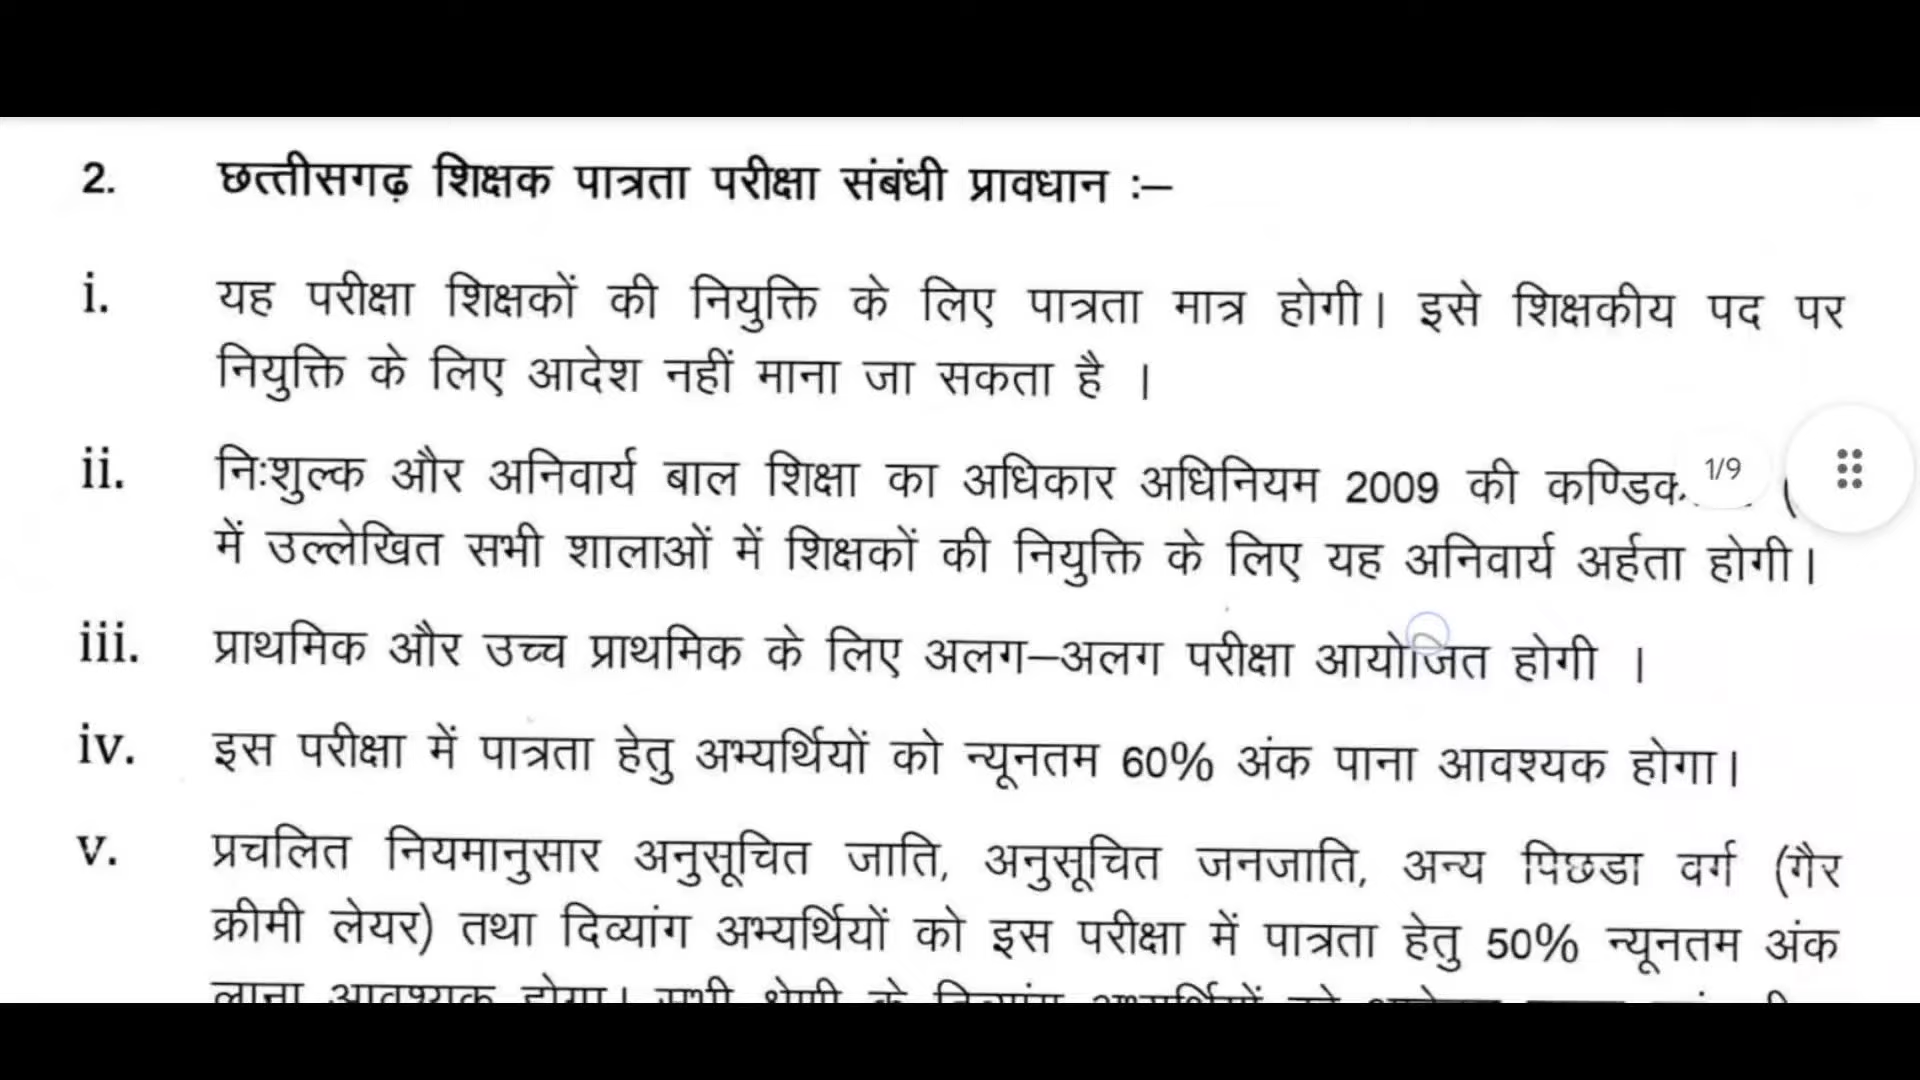 2. छत्तीसगढ़ शिक्षक पात्रता परीक्षा संबंधी प्रावधान :–
i. यह परीक्षा शिक्षकों की नियुक्ति के लिए पात्रता मात्र होगी। इसे शिक्षकीय पद पर
नियुक्ति के लिए आदेश नहीं माना जा सकता है ।
ii. निःशुल्क और अनिवार्य बाल शिक्षा का अधिकार अधिनियम 2009 की
1/9
में उल्लेखित सभी शालाओं में शिक्षकों की नियुक्ति के लिए यह अनिवार्य अर्हता होगी।
iii. प्राथमिक और उच्च प्राथमिक के लिए अलग–अलग परीक्षा आयोजित होगी ।
iv. इस परीक्षा में पात्रता हेतु अभ्यर्थियों को न्यूनतम 60% अंक पाना आवश्यक होगा।
v. प्रचलित नियमानुसार अनुसूचित जाति, अनुसूचित जनजाति, अन्य पिछडा वर्ग (गैर
क्रीमी लेयर) तथा दिव्यांग अभ्यर्थियों को इस परीक्षा में पात्रता हेतु 50% न्यूनतम अंक